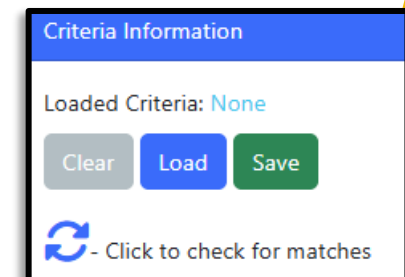 Criteria Information
Loaded Criteria: None
Clear Load Save
- Click to check for matches